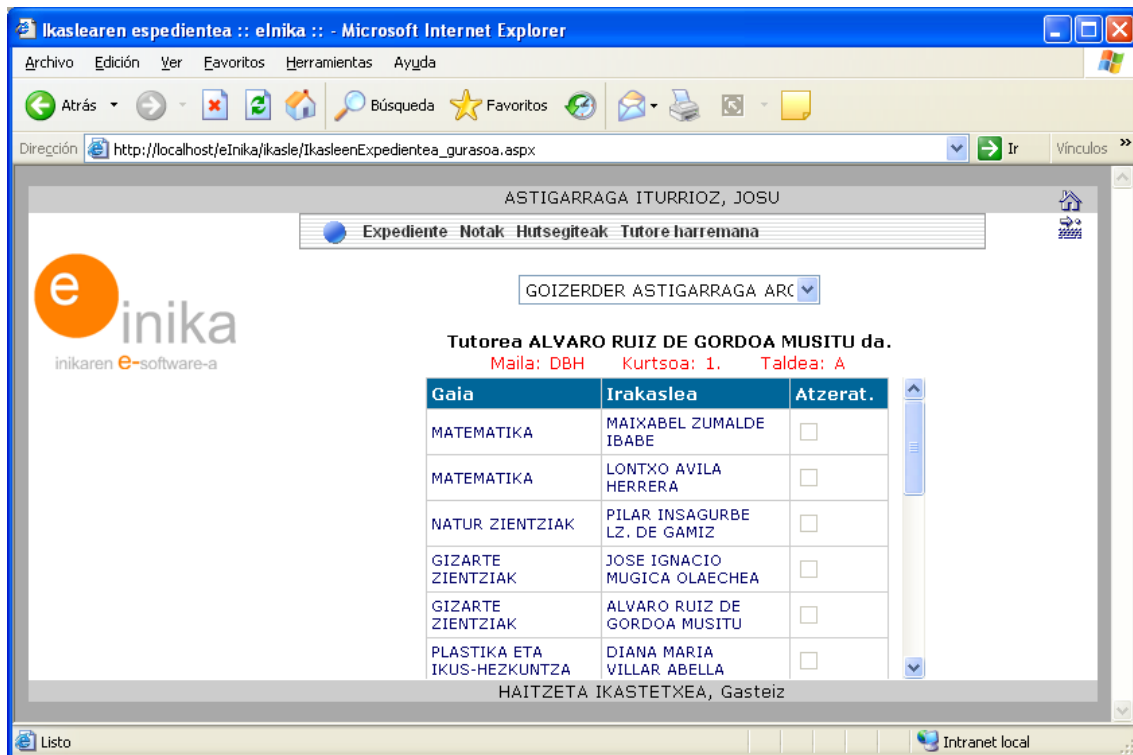 Ikaslearen espedientea :: eInika :: - Microsoft Internet Explorer
Archivo Edición Ver Favoritos Herramientas Ayuda
Atrás Búsqueda Favoritos
Dirección http://localhost/eInika/ikasle/IkasleenExpedientea_gurasoa.aspx Ir Vínculos »
ASTIGARRAGA ITURRIOZ, JOSU
Expediente Notak Hutsegiteak Tutore harremana
e inika
inikaren e-software-a
GOIZERDER ASTIGARRAGA ARC
Tutorea ALVARO RUIZ DE GORDOA MUSITU da.
Maila: DBH Kurtsoa: 1. Taldea: A
Gaia Irakaslea Atzerat.
MATEMATIKA MAIXABEL ZUMALDE
IBABE
MATEMATIKA LONTXO AVILA
HERRERA
NATUR ZIENTZIAK PILAR INSAGURBE
LZ. DE GAMIZ
GIZARTE JOSE IGNACIO
ZIENTZIAK MUGICA OLAECHEA
GIZARTE ALVARO RUIZ DE
ZIENTZIAK GORDOA MUSITU
PLASTIKA ETA DIANA MARIA
IKUS-HEZKUNTZA VILLAR ABELLA
HAITZETA IKASTETXEA, Gasteiz
Listo Intranet local